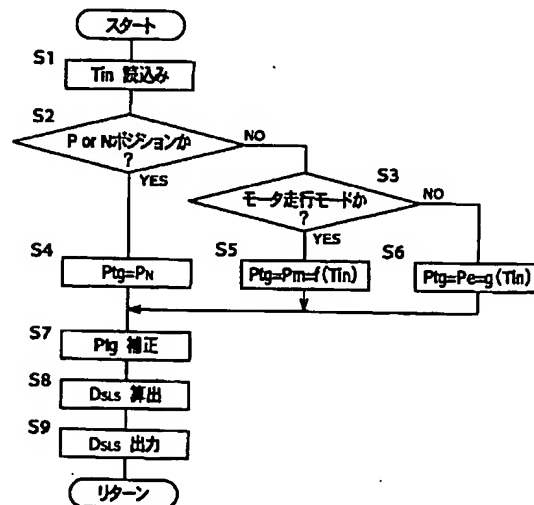 スタート
S1
Tin 読込み
S2
P or Nポジションか
?
NO
YES
S3
モータ走行モードか
?
NO
YES
S4
Ptg=PN
S5
Ptg=Pm=f(Tin)
S6
Ptg=Pe=g(Tin)
S7
Ptg 補正
S8
DSLS 算出
S9
DSLS 出力
リターン